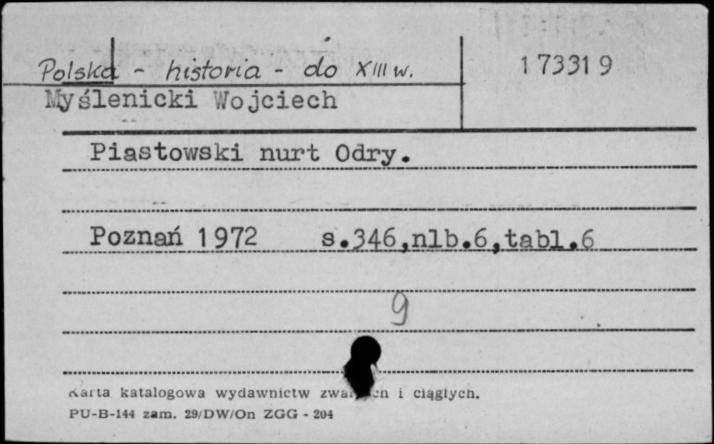 Polska - historia - do XIII w.
173319
Myślenicki Wojciech
Piastowski nurt Odry.
Poznań 1972 s.346,nlb.6,tabl.6
9
Karta katalogowa wydawnictw i ciągłych.
PU-B-144 zam. 29/DW/On ZGG - 204